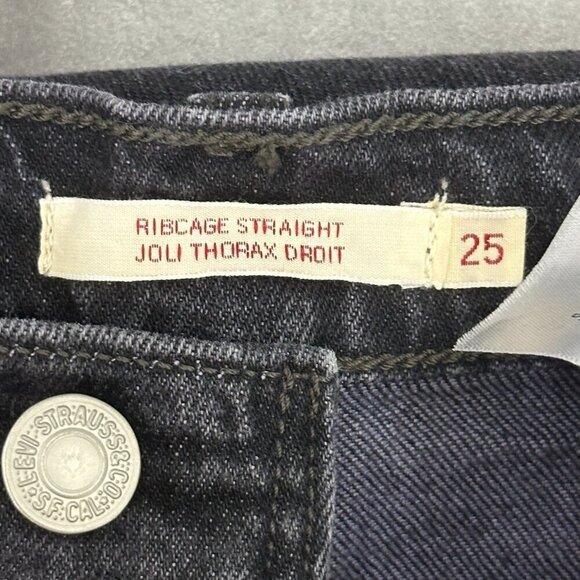 RIBCAGE STRAIGHT
JOLI THORAX DROIT
25
LEVI STRAUSS & CO
S.F. CAL